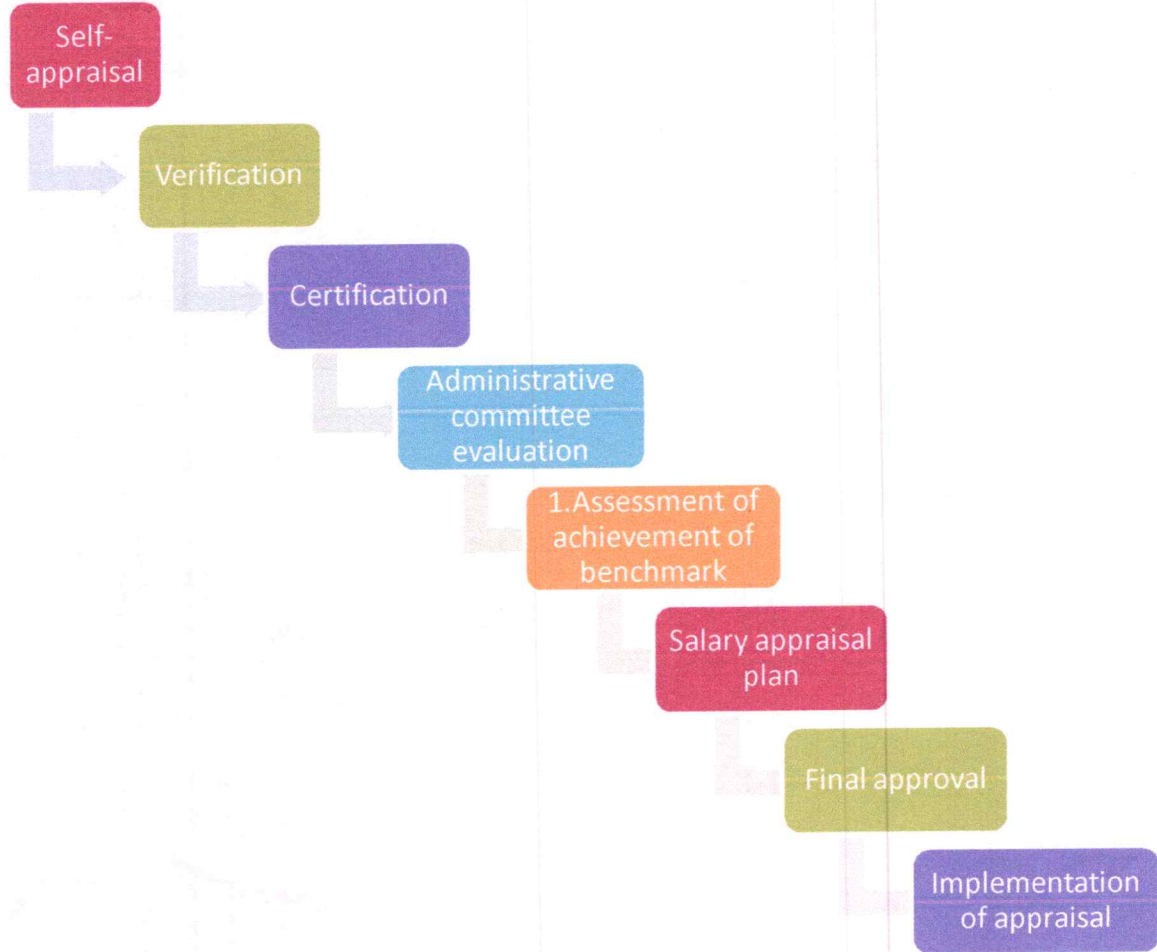 Self-
appraisal
Verification
Certification
Administrative
committee
evaluation
1.Assessment of
achievement of
benchmark
Salary appraisal
plan
Final approval
Implementation
of appraisal